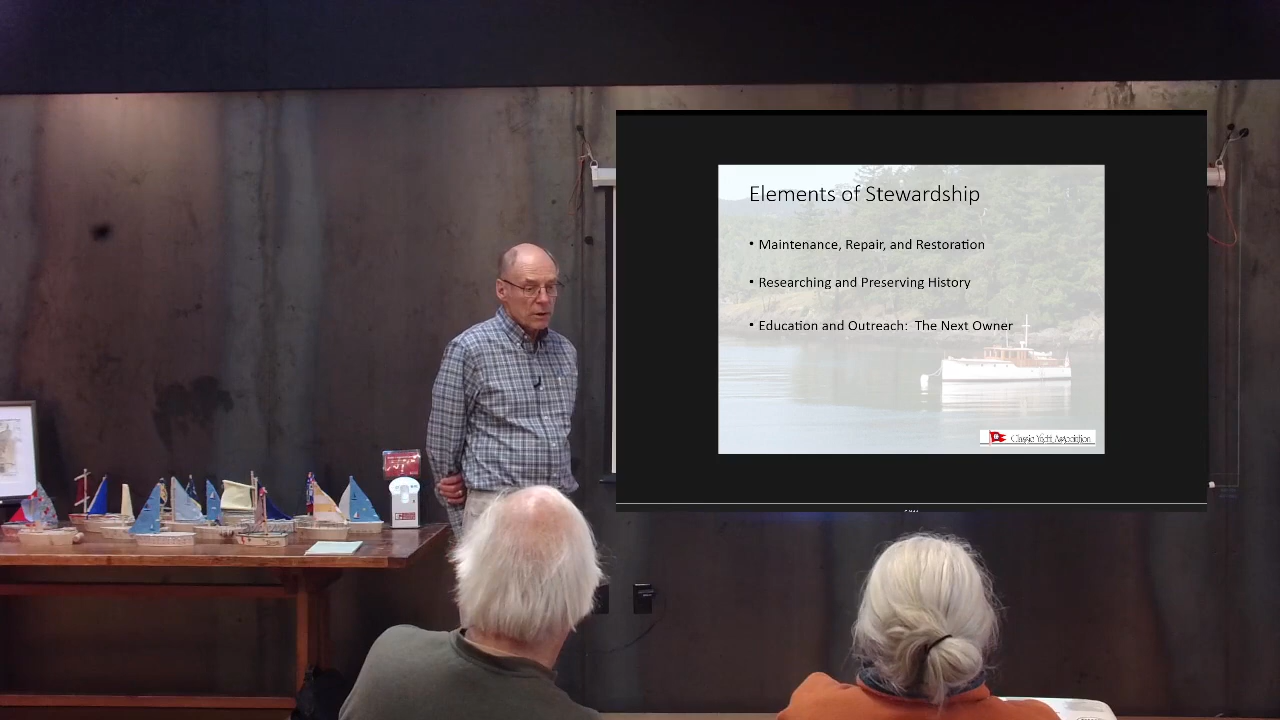 Elements of Stewardship
• Maintenance, Repair, and Restoration
• Researching and Preserving History
• Education and Outreach:  The Next Owner
Classic Yacht Association